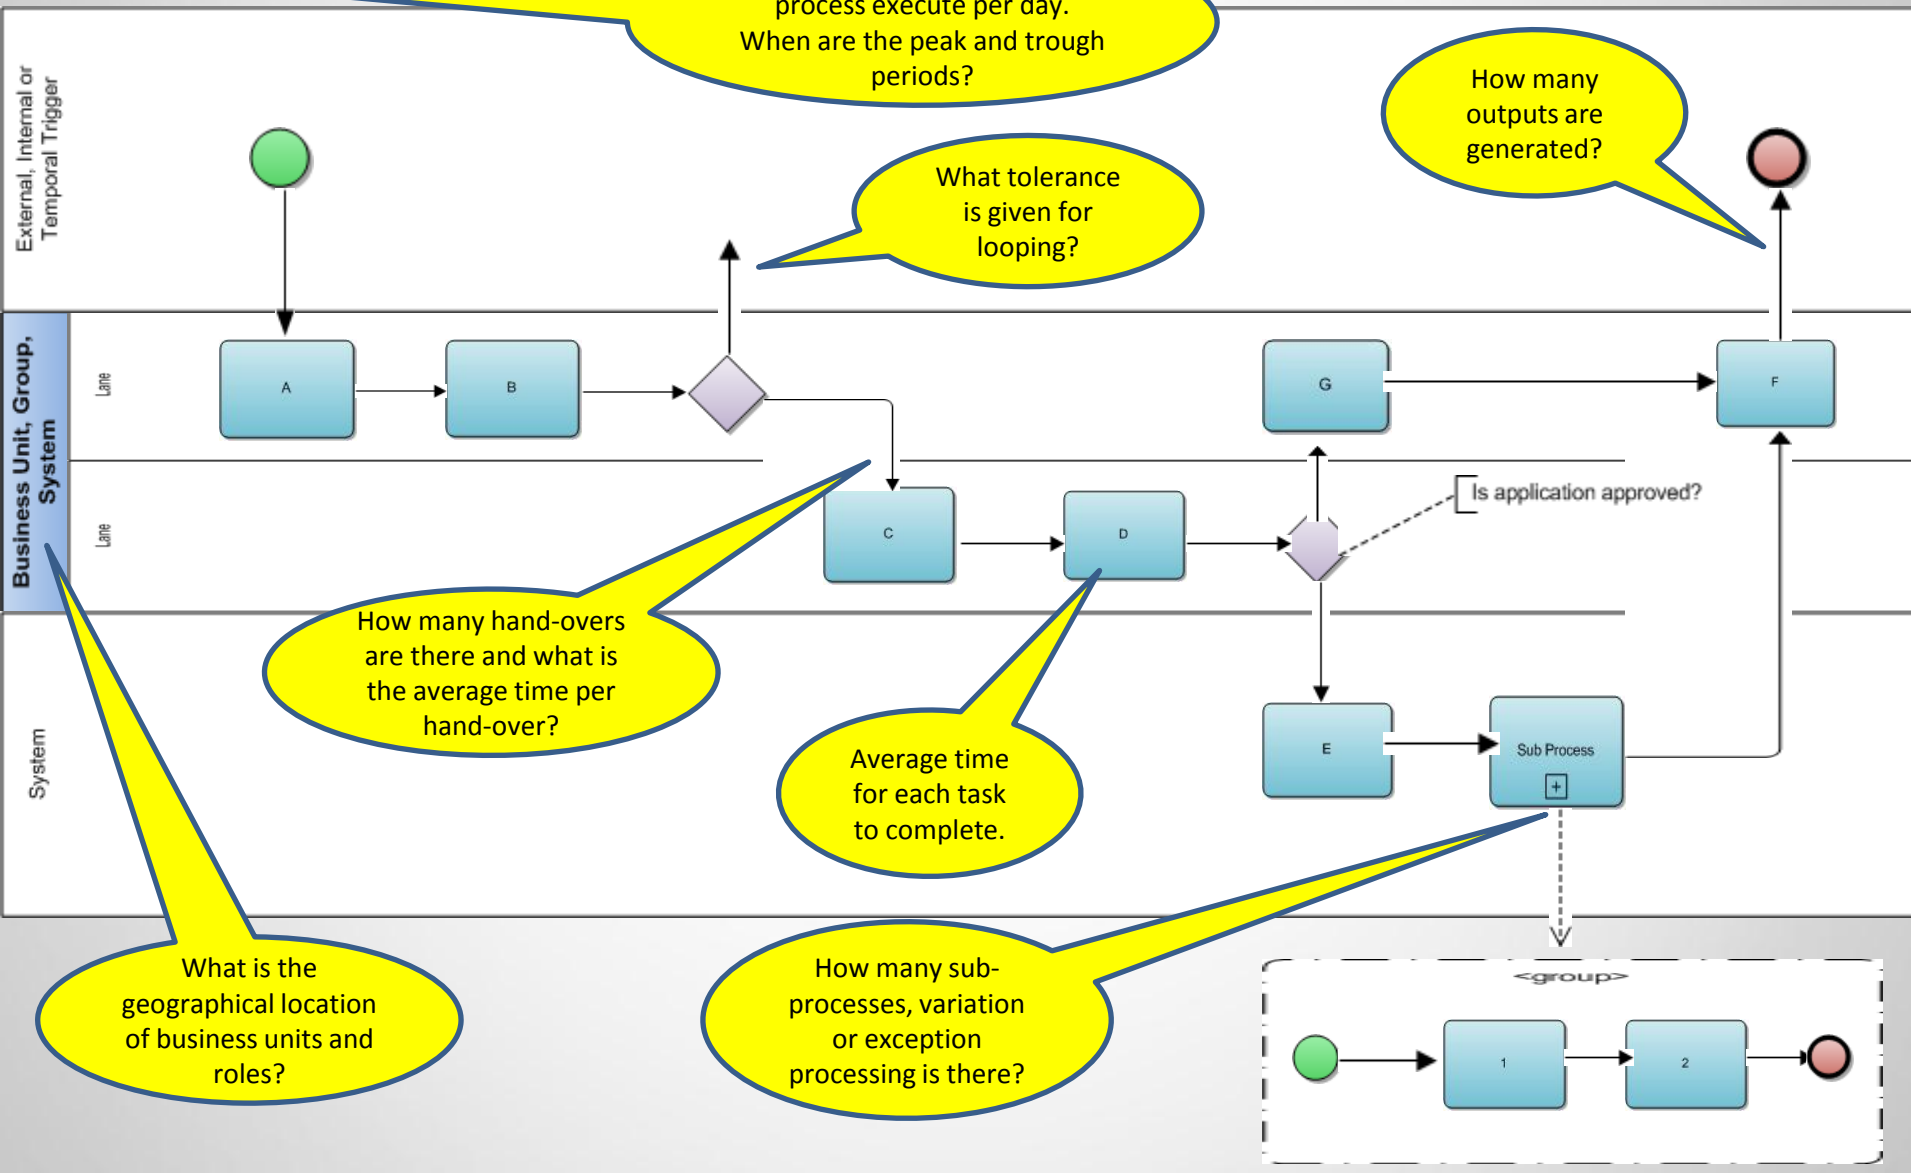 process execute per day.
When are the peak and trough
periods?
External, Internal or
Temporal Trigger
How many
outputs are
generated?
What tolerance
is given for
looping?
Business Unit, Group,
System
Lane
A
B
G
F
Lane
C
D
Is application approved?
How many hand-overs
are there and what is
the average time per
hand-over?
System
E
Sub Process
Average time
for each task
to complete.
What is the
geographical location
of business units and
roles?
How many sub-
processes, variation
or exception
processing is there?
<group>
1
2